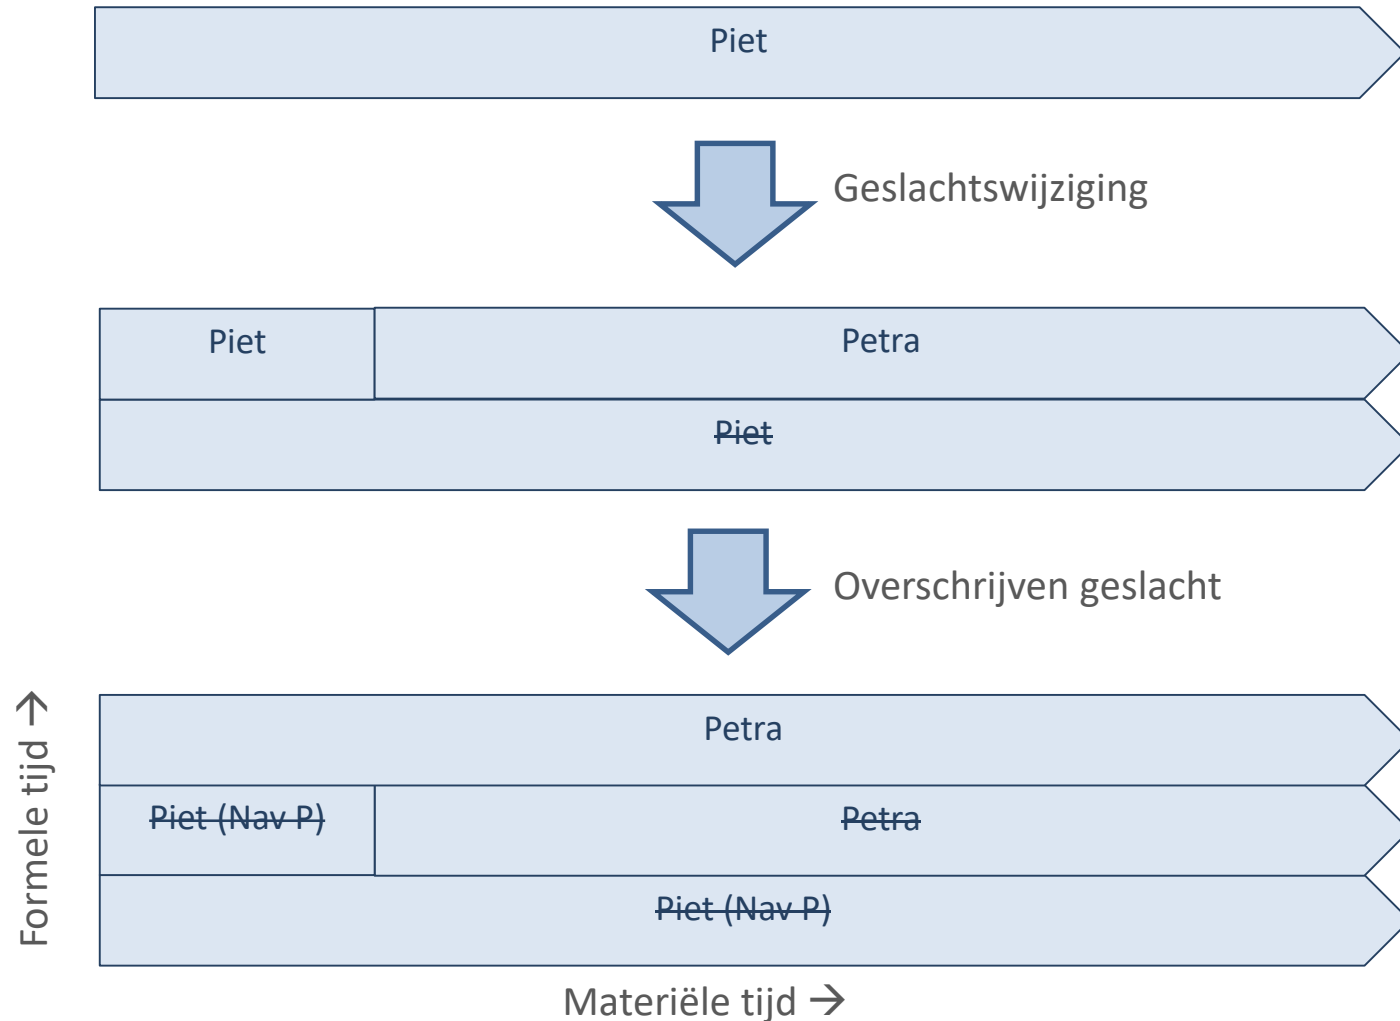 Piet
Geslachtswijziging
Piet Petra
Piet
Overschrijven geslacht
Petra
Piet (Nav P) Petra
Piet (Nav P)
Formele tijd →
Materiële tijd →